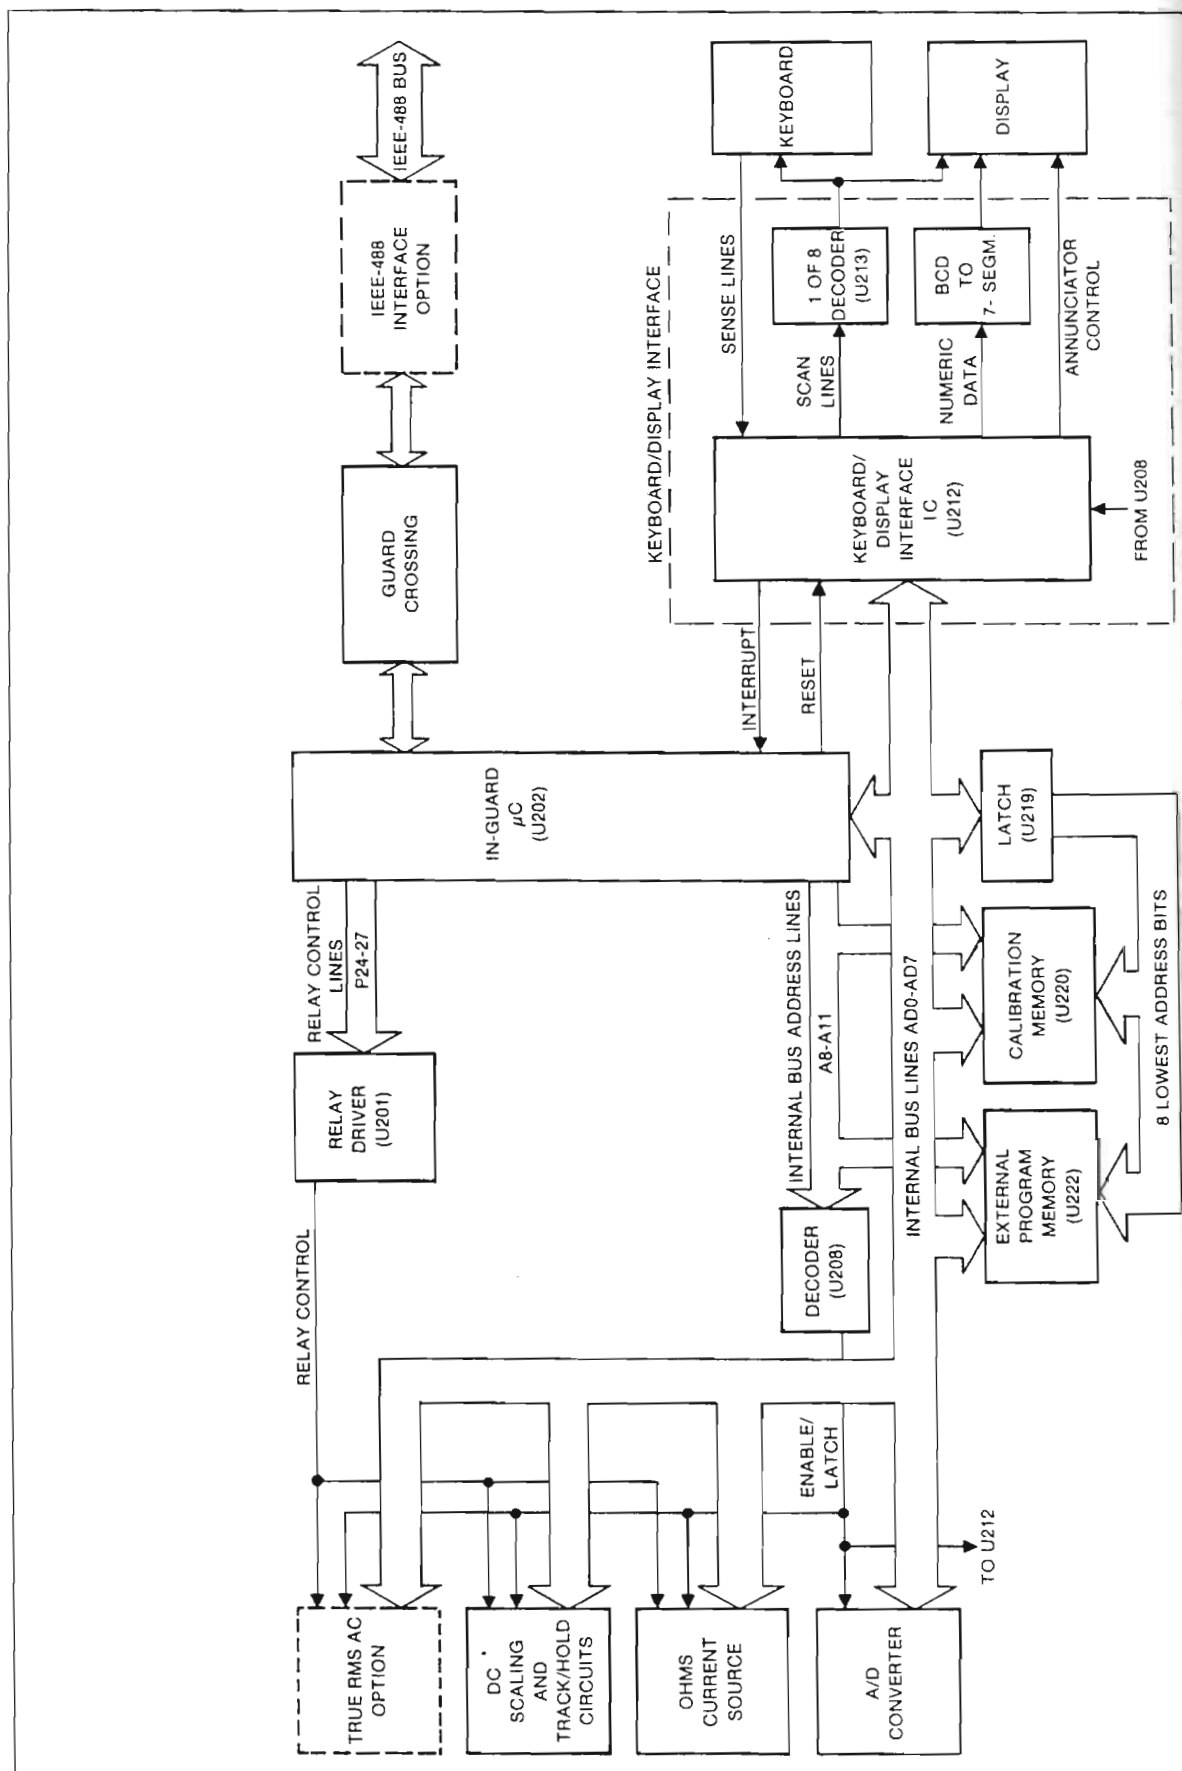 TRUE RMS AC
OPTION
DC
SCALING
AND
TRACK/HOLD
CIRCUITS
OHMS
CURRENT
SOURCE
A/D
CONVERTER
RELAY CONTROL
ENABLE/
LATCH
TO U212
RELAY
DRIVER
(U201)
DECODER
(U208)
RELAY CONTROL
LINES
P24-27
INTERNAL BUS ADDRESS LINES
A8-A11
INTERNAL BUS LINES AD0-AD7
EXTERNAL
PROGRAM
MEMORY
(U222)
CALIBRATION
MEMORY
(U220)
8 LOWEST ADDRESS BITS
LATCH
(U219)
IN-GUARD
µC
(U202)
INTERRUPT
RESET
GUARD
CROSSING
IEEE-488
INTERFACE
OPTION
IEEE-488 BUS
KEYBOARD/DISPLAY INTERFACE
KEYBOARD/
DISPLAY
INTERFACE
IC
(U212)
FROM U208
SENSE LINES
SCAN
LINES
NUMERIC
DATA
ANNUNCIATOR
CONTROL
1 OF 8
DECODER
(U213)
BCD
TO
7- SEGM.
KEYBOARD
DISPLAY